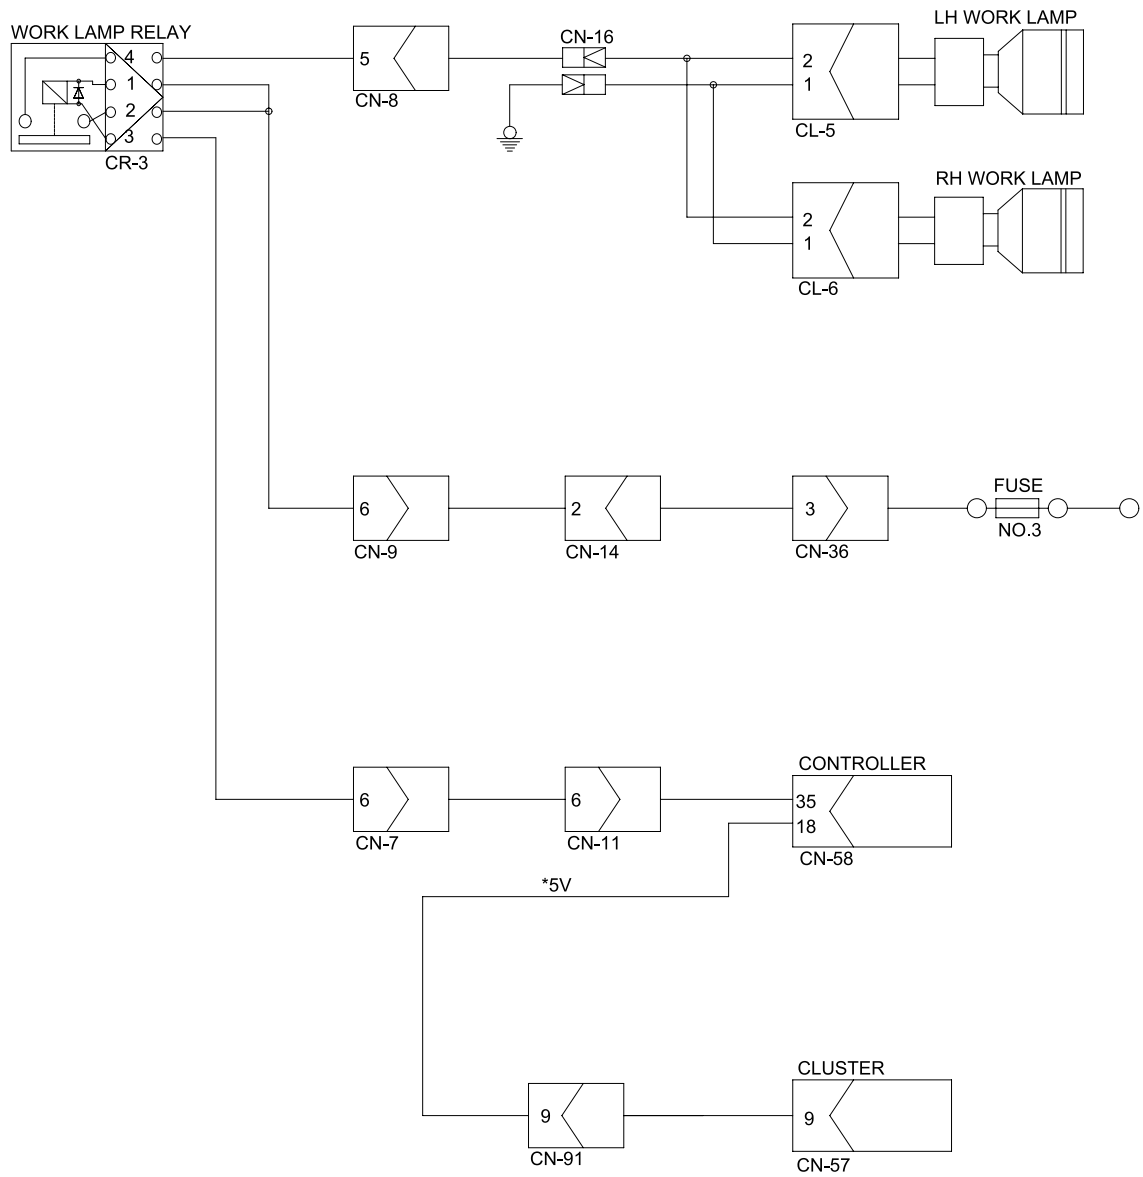 WORK LAMP RELAY
4
1
2
3
CR-3
5
CN-8
CN-16
2
1
CL-5
LH WORK LAMP
2
1
CL-6
RH WORK LAMP
6
CN-9
2
CN-14
3
CN-36
FUSE
NO.3
6
CN-7
6
CN-11
CONTROLLER
35
18
CN-58
*5V
9
CN-91
CLUSTER
9
CN-57